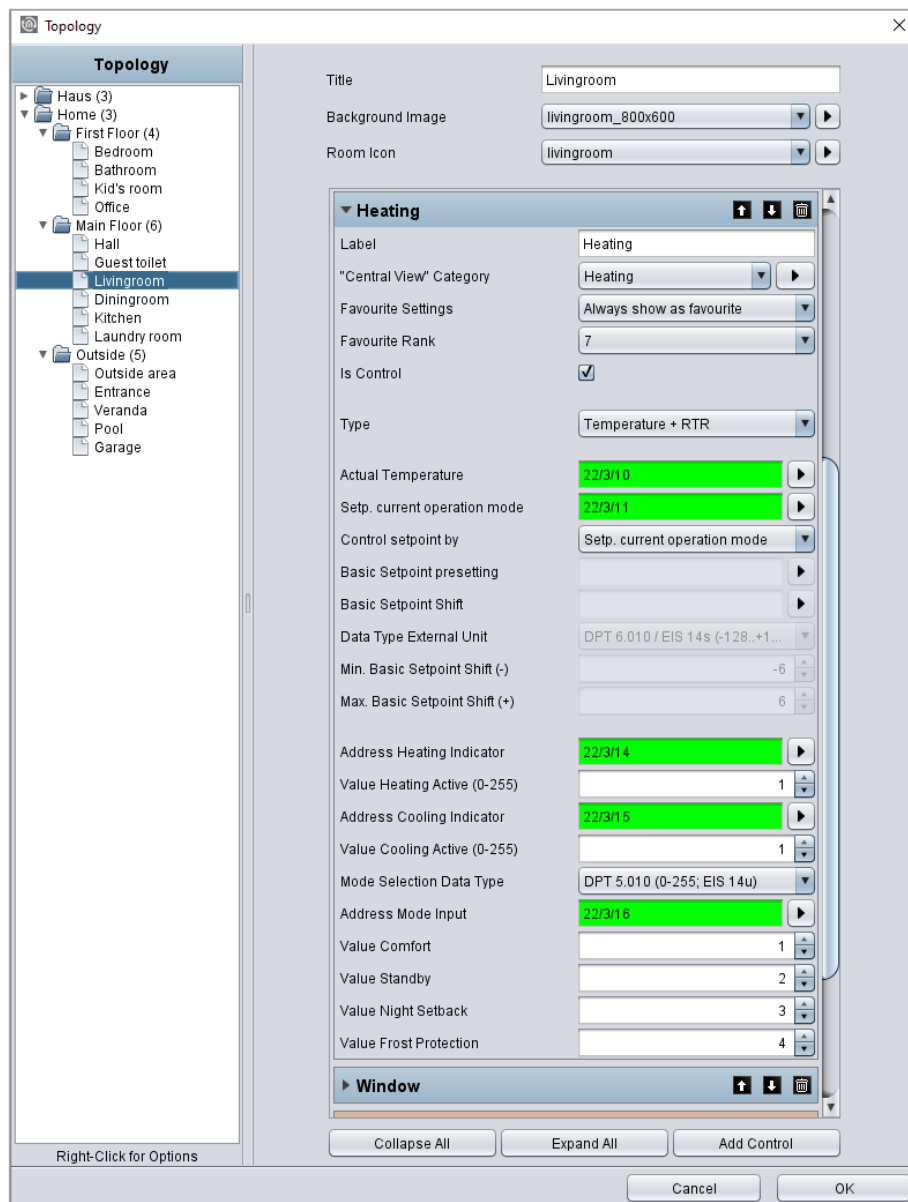 Topology
Topology
Haus (3)
Home (3)
First Floor (4)
Bedroom
Bathroom
Kid's room
Office
Main Floor (6)
Hall
Guest toilet
Livingroom
Diningroom
Kitchen
Laundry room
Outside (5)
Outside area
Entrance
Veranda
Pool
Garage
Right-Click for Options
Title Livingroom
Background Image livingroom_800x600
Room Icon livingroom
Heating
Label Heating
"Central View" Category Heating
Favourite Settings Always show as favourite
Favourite Rank 7
Is Control
Type Temperature + RTR
Actual Temperature 22/3/10
Setp. current operation mode 22/3/11
Control setpoint by Setp. current operation mode
Basic Setpoint presetting
Basic Setpoint Shift
Data Type External Unit DPT 6.010 / EIS 14s (-128..+1...
Min. Basic Setpoint Shift (-) -6
Max. Basic Setpoint Shift (+) 6
Address Heating Indicator 22/3/14
Value Heating Active (0-255) 1
Address Cooling Indicator 22/3/15
Value Cooling Active (0-255) 1
Mode Selection Data Type DPT 5.010 (0-255; EIS 14u)
Address Mode Input 22/3/16
Value Comfort 1
Value Standby 2
Value Night Setback 3
Value Frost Protection 4
Window
Collapse All Expand All Add Control
Cancel OK